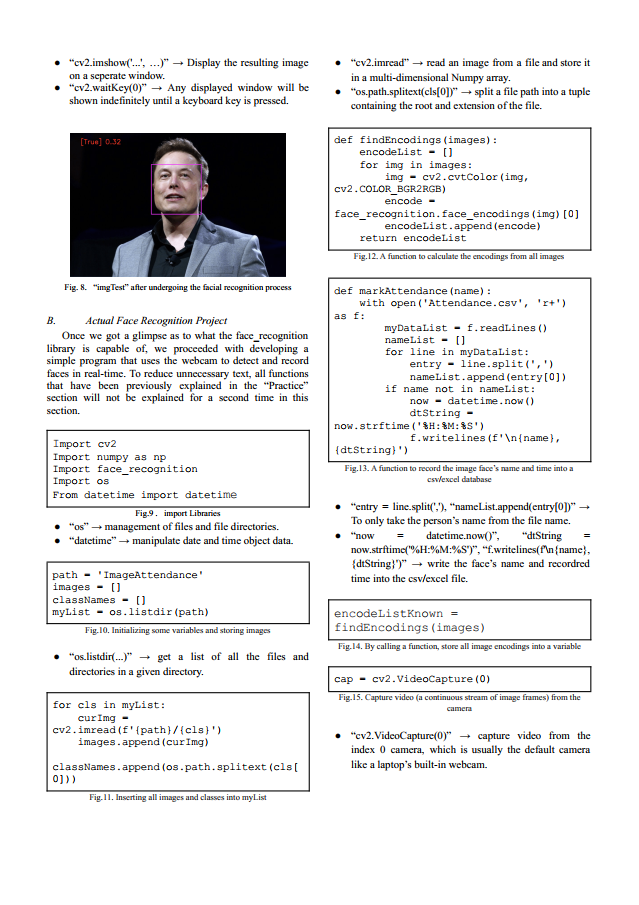 ● “cv2.imshow('...', …)” → Display the resulting image
on a seperate window.
● “cv2.waitKey(0)” → Any displayed window will be
shown indefinitely until a keyboard key is pressed.
[True] 0.32
Fig. 8. “imgTest” after undergoing the facial recognition process
B. Actual Face Recognition Project
Once we got a glimpse as to what the face_recognition
library is capable of, we proceeded with developing a
simple program that uses the webcam to detect and record
faces in real-time. To reduce unnecessary text, all functions
that have been previously explained in the “Practice”
section will not be explained for a second time in this
section.
Import cv2
Import numpy as np
Import face_recognition
Import os
From datetime import datetime
Fig.9 . import Libraries
● “os” → management of files and file directories.
● “datetime” → manipulate date and time object data.
path = 'ImageAttendance'
images = []
classNames = []
myList = os.listdir(path)
Fig.10. Initializing some variables and storing images
● “os.listdir(...)” → get a list of all the files and
directories in a given directory.
for cls in myList:
curImg =
cv2.imread(f'{path}/{cls}')
images.append(curImg)
classNames.append(os.path.splitext(cls[
0]))
Fig.11. Inserting all images and classes into myList
● “cv2.imread” → read an image from a file and store it
in a multi-dimensional Numpy array.
● “os.path.splitext(cls[0])” → split a file path into a tuple
containing the root and extension of the file.
def findEncodings(images):
encodeList = []
for img in images:
img = cv2.cvtColor(img,
cv2.COLOR_BGR2RGB)
encode =
face_recognition.face_encodings(img)[0]
encodeList.append(encode)
return encodeList
Fig.12. A function to calculate the encodings from all images
def markAttendance(name):
with open('Attendance.csv', 'r+')
as f:
myDataList = f.readLines()
nameList = []
for line in myDataList:
entry = line.split(',')
nameList.append(entry[0])
if name not in nameList:
now = datetime.now()
dtString =
now.strftime('%H:%M:%S')
f.writelines(f'\n{name},
{dtString}')
Fig.13. A function to record the image face’s name and time into a
csv/excel database
● “entry = line.split(','), “nameList.append(entry[0])” →
To only take the person’s name from the file name.
● “now = datetime.now()”, “dtString =
now.strftime('%H:%M:%S')”, “f.writelines(f'\n{name},
{dtString}')” → write the face’s name and recordred
time into the csv/excel file.
encodeListKnown =
findEncodings(images)
Fig.14. By calling a function, store all image encodings into a variable
cap = cv2.VideoCapture(0)
Fig.15. Capture video (a continuous stream of image frames) from the
camera
● “cv2.VideoCapture(0)” → capture video from the
index 0 camera, which is usually the default camera
like a laptop’s built-in webcam.